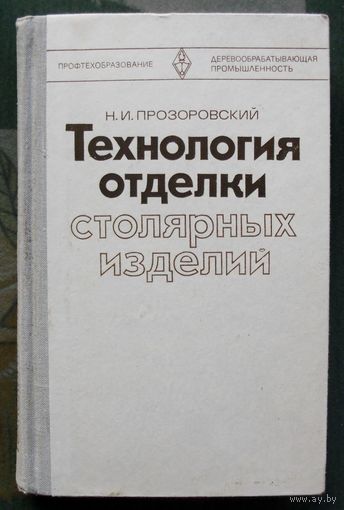 ПРОФТЕХОБРАЗОВАНИЕ
ДЕРЕВООБРАБАТЫВАЮЩАЯ
ПРОМЫШЛЕННОСТЬ
Н.И.ПРОЗОРОВСКИЙ
Технология
отделки
столярных
изделий
www.ay.by